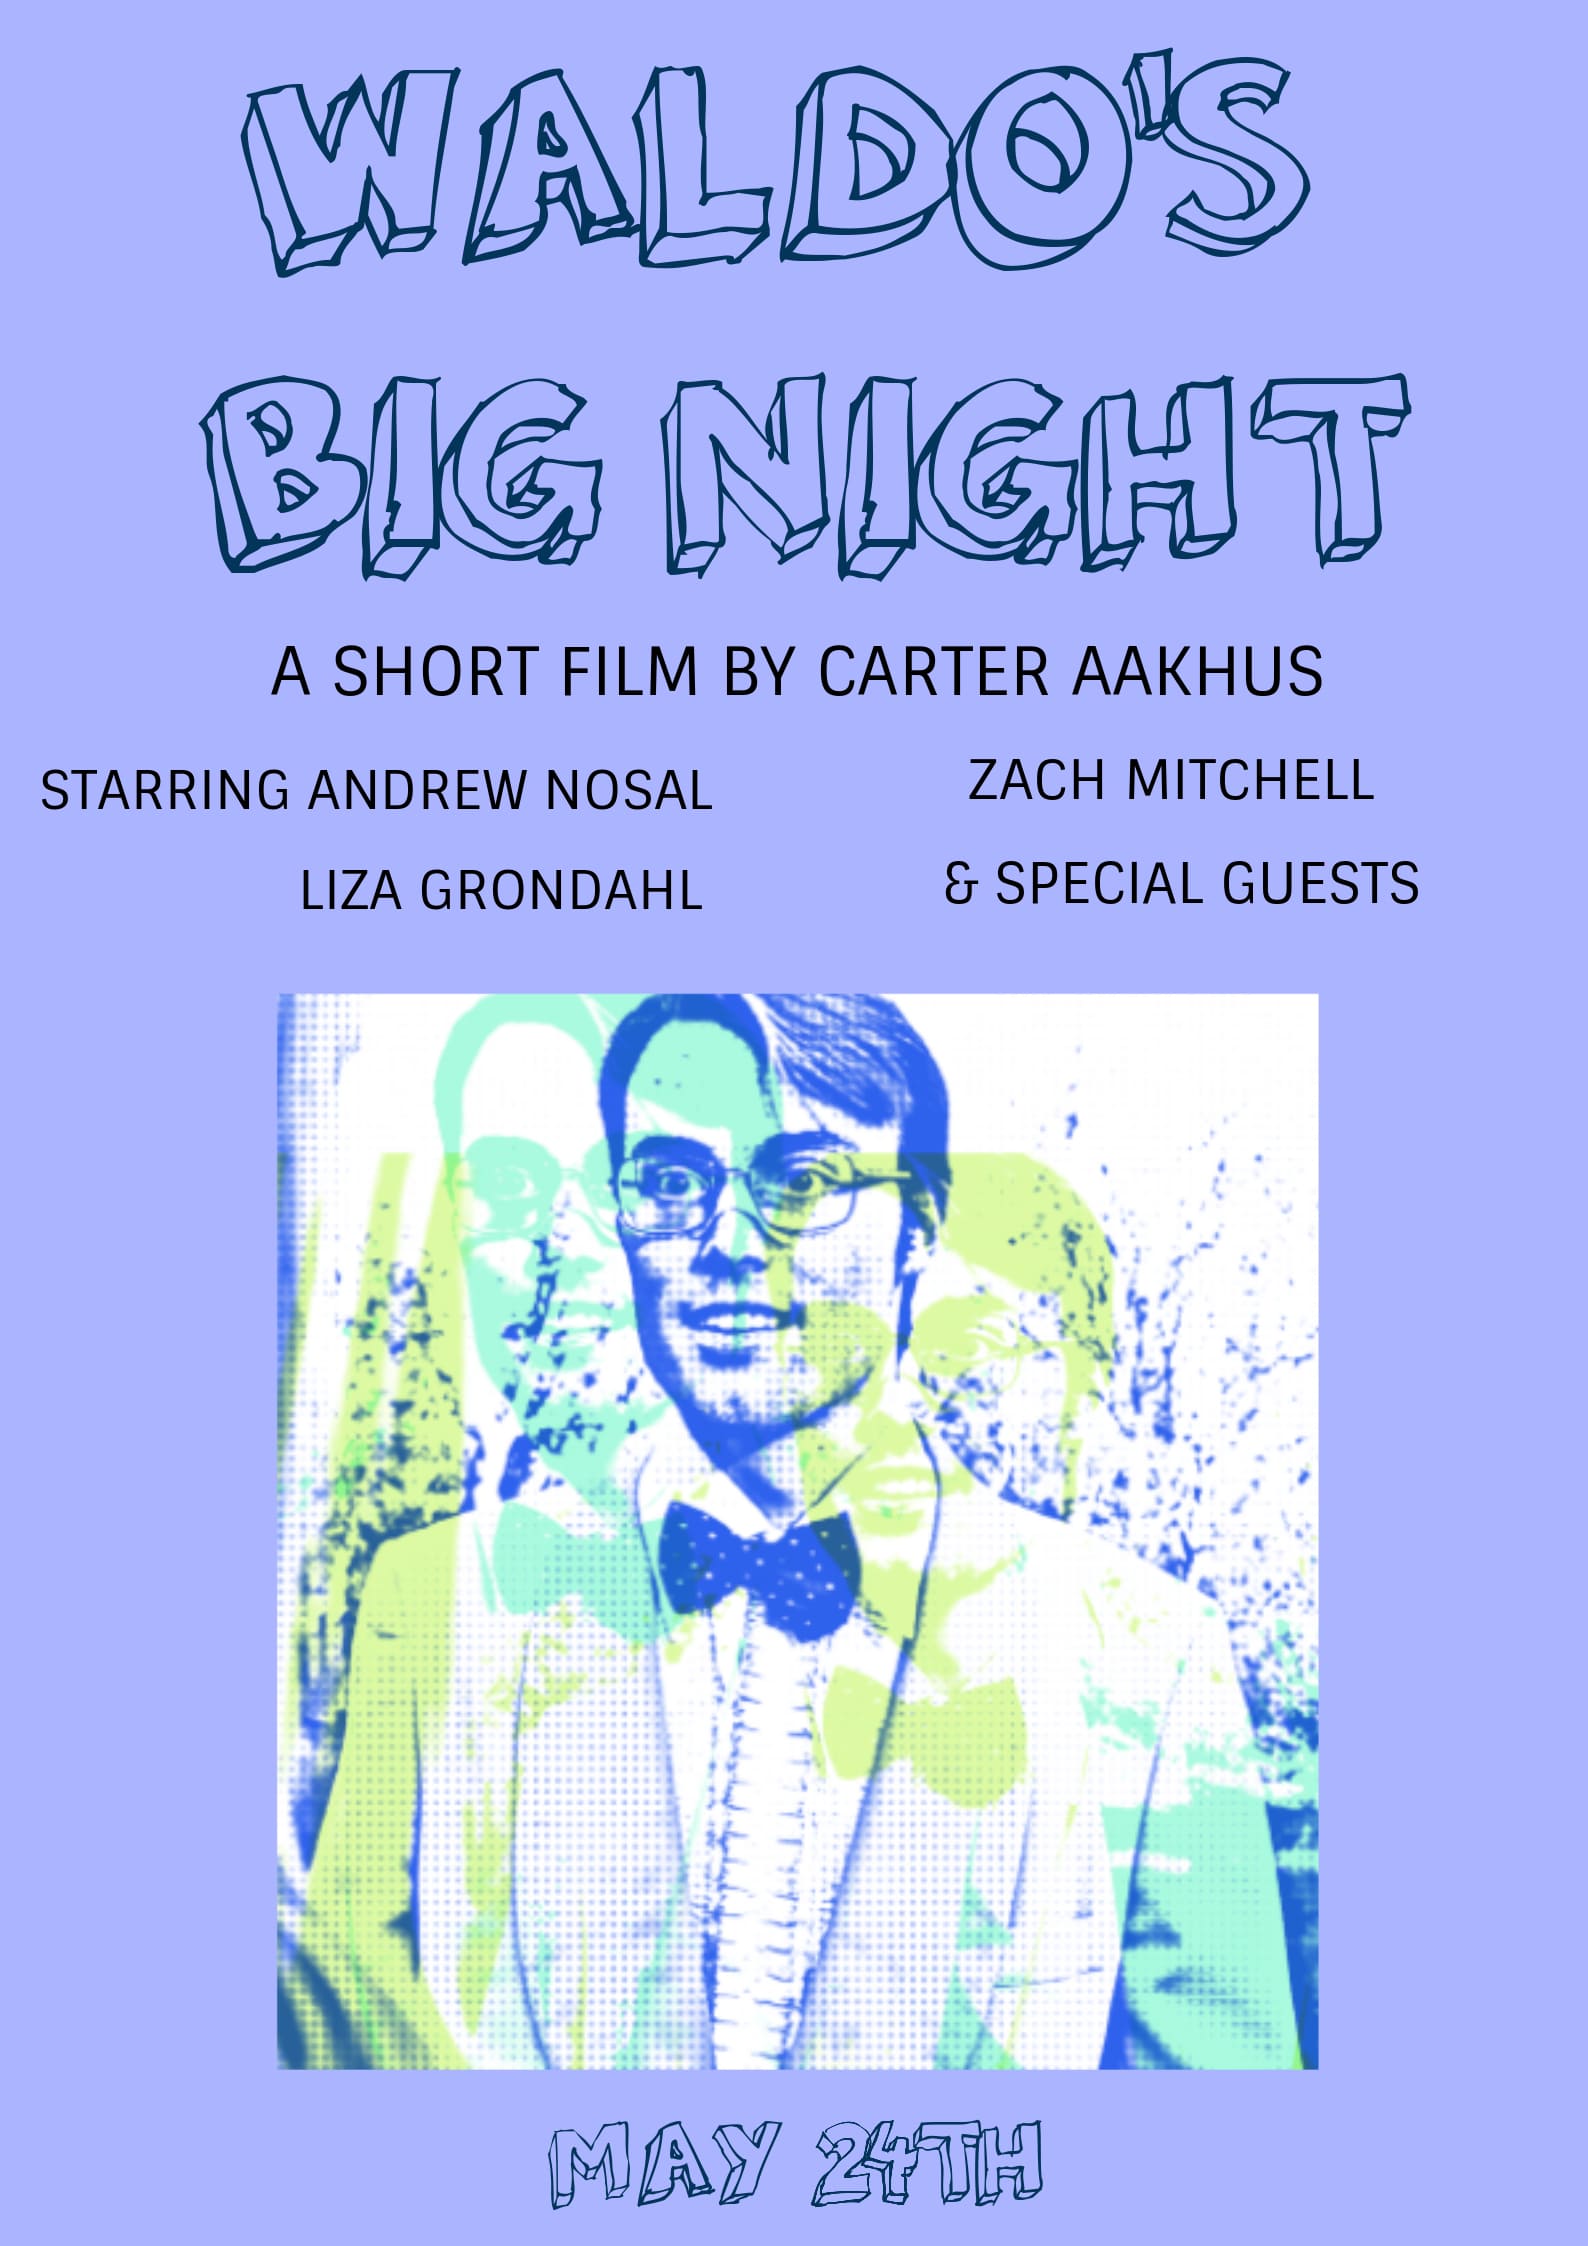 WALDO'S
BIG NIGHT
A SHORT FILM BY CARTER AAKHUS
STARRING ANDREW NOSAL
LIZA GRONDAHL
ZACH MITCHELL
& SPECIAL GUESTS
MAY 24TH